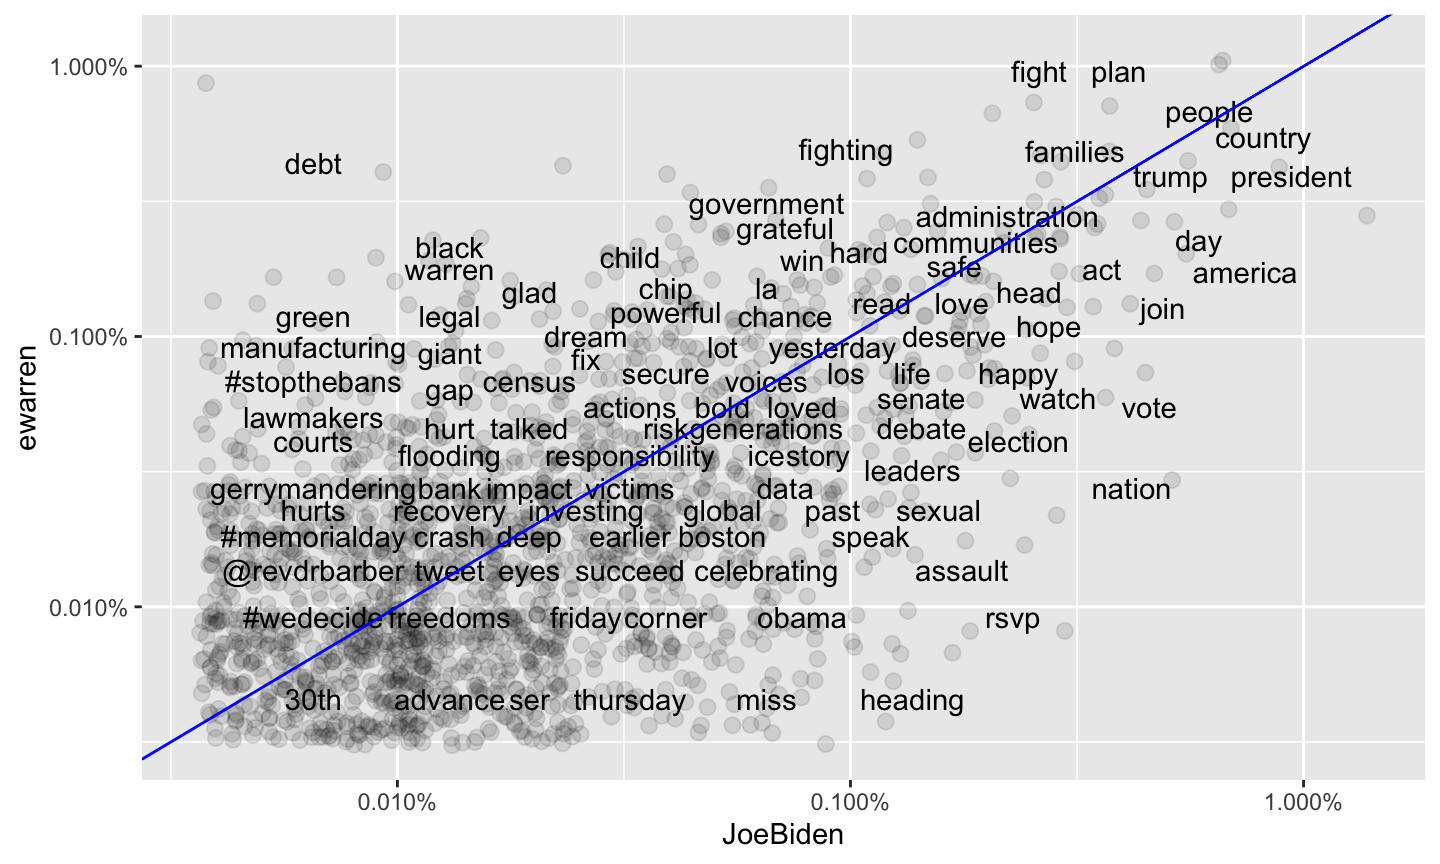 1.000%
fight plan
people
country
fighting
families
debt
trump president
government
administration
grateful
day
communities
black
hard
child
win
safe
act
warren
america
glad
chip
la
head
read
love
join
green
legal
powerful
chance
hope
0.100%
dream
deserve
manufacturing
giant
fix
lot
yesterday
#stopthebans
census
secure
voices
los
life
happy
gap
senate
watch
actions
bold
loved
vote
lawmakers
hurt
talked
risk
generations
debate
courts
election
ewarren
flooding
responsibility
ice
story
leaders
gerrymandering
bank
impact
victims
data
nation
hurts
recovery
investing
global
past
sexual
#memorialday
crash
deep
earlier
boston
speak
@revdrbarber
tweet
eyes
succeed
celebrating
assault
0.010%
#wedecide
freedoms
friday
corner
obama
rsvp
30th
advance
ser
thursday
miss
heading
0.010%
0.100%
1.000%
JoeBiden